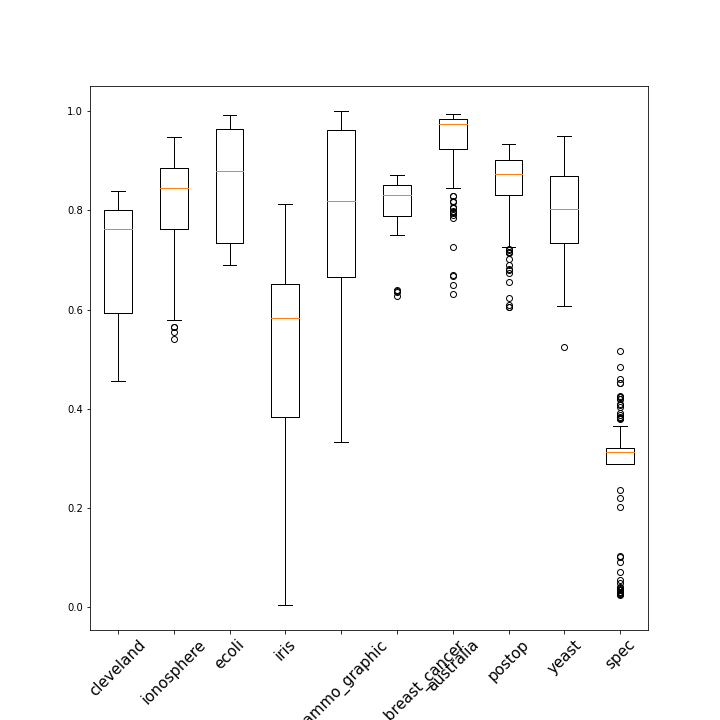 1.0
0.8
0.6
0.4
0.2
0.0
cleveland
ionosphere
ecoli
iris
ammo_graphic
breast_cancer
australia
postop
yeast
spec